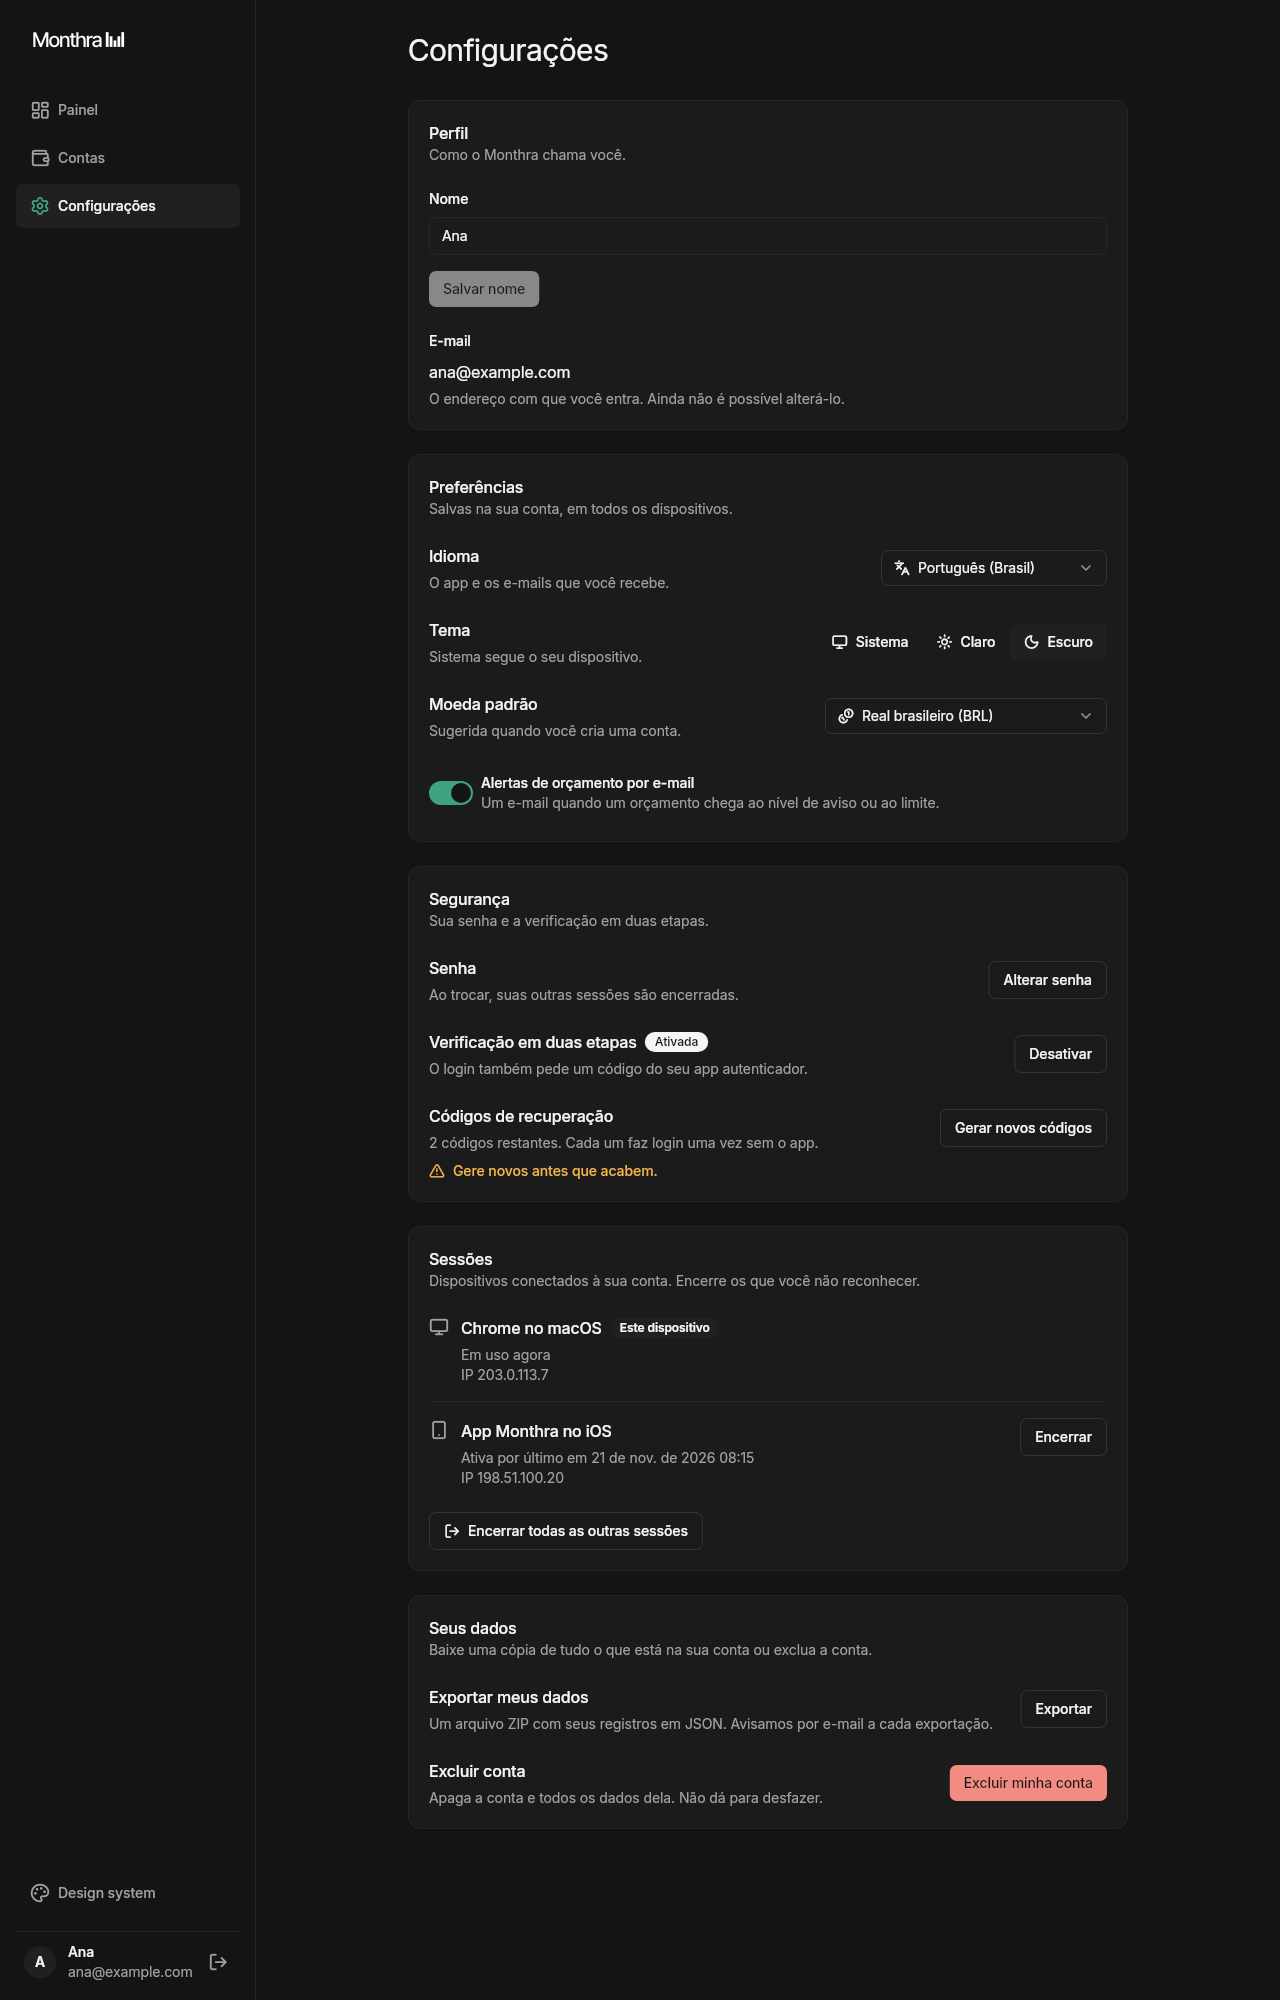 Monthra
Painel
Contas
Configurações
Configurações
Perfil
Como o Monthra chama você.
Nome
Ana
Salvar nome
E-mail
ana@example.com
O endereço com que você entra. Ainda não é possível alterá-lo.
Preferências
Salvas na sua conta, em todos os dispositivos.
Idioma
O app e os e-mails que você recebe.
Português (Brasil)
Tema
Sistema segue o seu dispositivo.
Sistema
Claro
Escuro
Moeda padrão
Sugerida quando você cria uma conta.
Real brasileiro (BRL)
Alertas de orçamento por e-mail
Um e-mail quando um orçamento chega ao nível de aviso ou ao limite.
Segurança
Sua senha e a verificação em duas etapas.
Senha
Ao trocar, suas outras sessões são encerradas.
Alterar senha
Verificação em duas etapas Ativada
O login também pede um código do seu app autenticador.
Desativar
Códigos de recuperação
2 códigos restantes. Cada um faz login uma vez sem o app.
Gere novos antes que acabem.
Gerar novos códigos
Sessões
Dispositivos conectados à sua conta. Encerre os que você não reconhecer.
Chrome no macOS Este dispositivo
Em uso agora
IP 203.0.113.7
App Monthra no iOS
Ativa por último em 21 de nov. de 2026 08:15
IP 198.51.100.20
Encerrar
Encerrar todas as outras sessões
Seus dados
Baixe uma cópia de tudo o que está na sua conta ou exclua a conta.
Exportar meus dados
Um arquivo ZIP com seus registros em JSON. Avisamos por e-mail a cada exportação.
Exportar
Excluir conta
Apaga a conta e todos os dados dela. Não dá para desfazer.
Excluir minha conta
Design system
A
Ana
ana@example.com